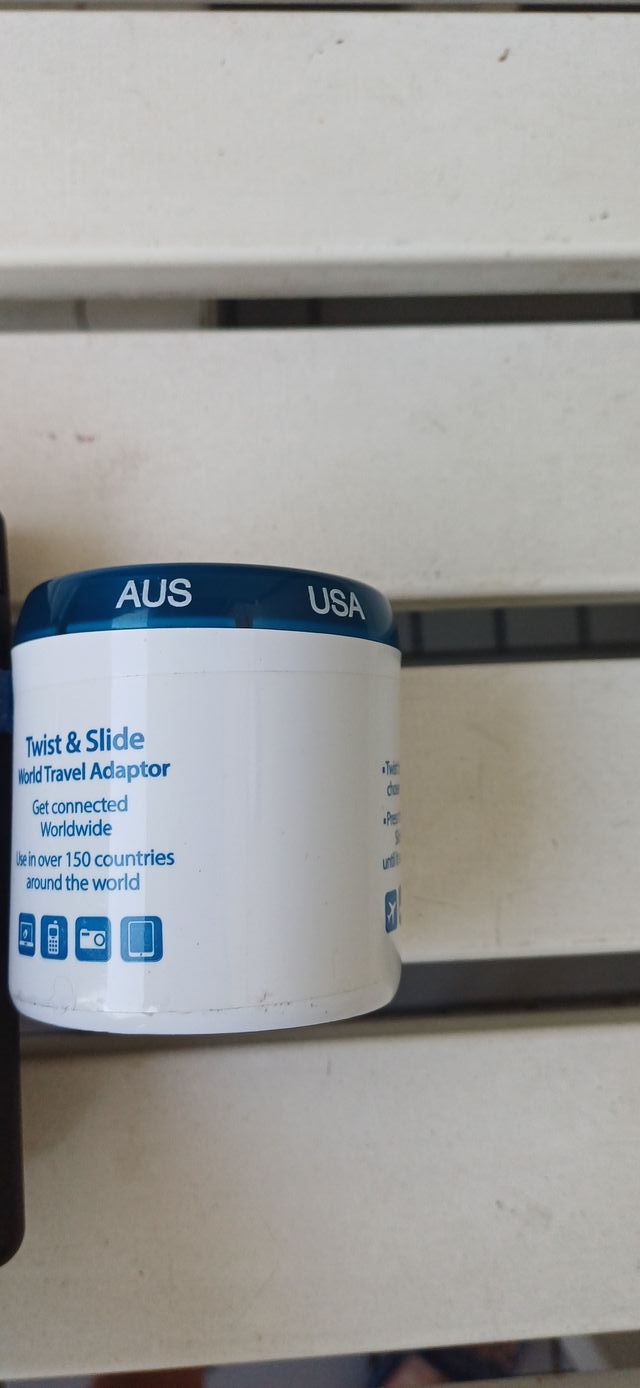 AUS USA
Twist & Slide
World Travel Adaptor
Get connected
Worldwide
Use in over 150 countries
around the world